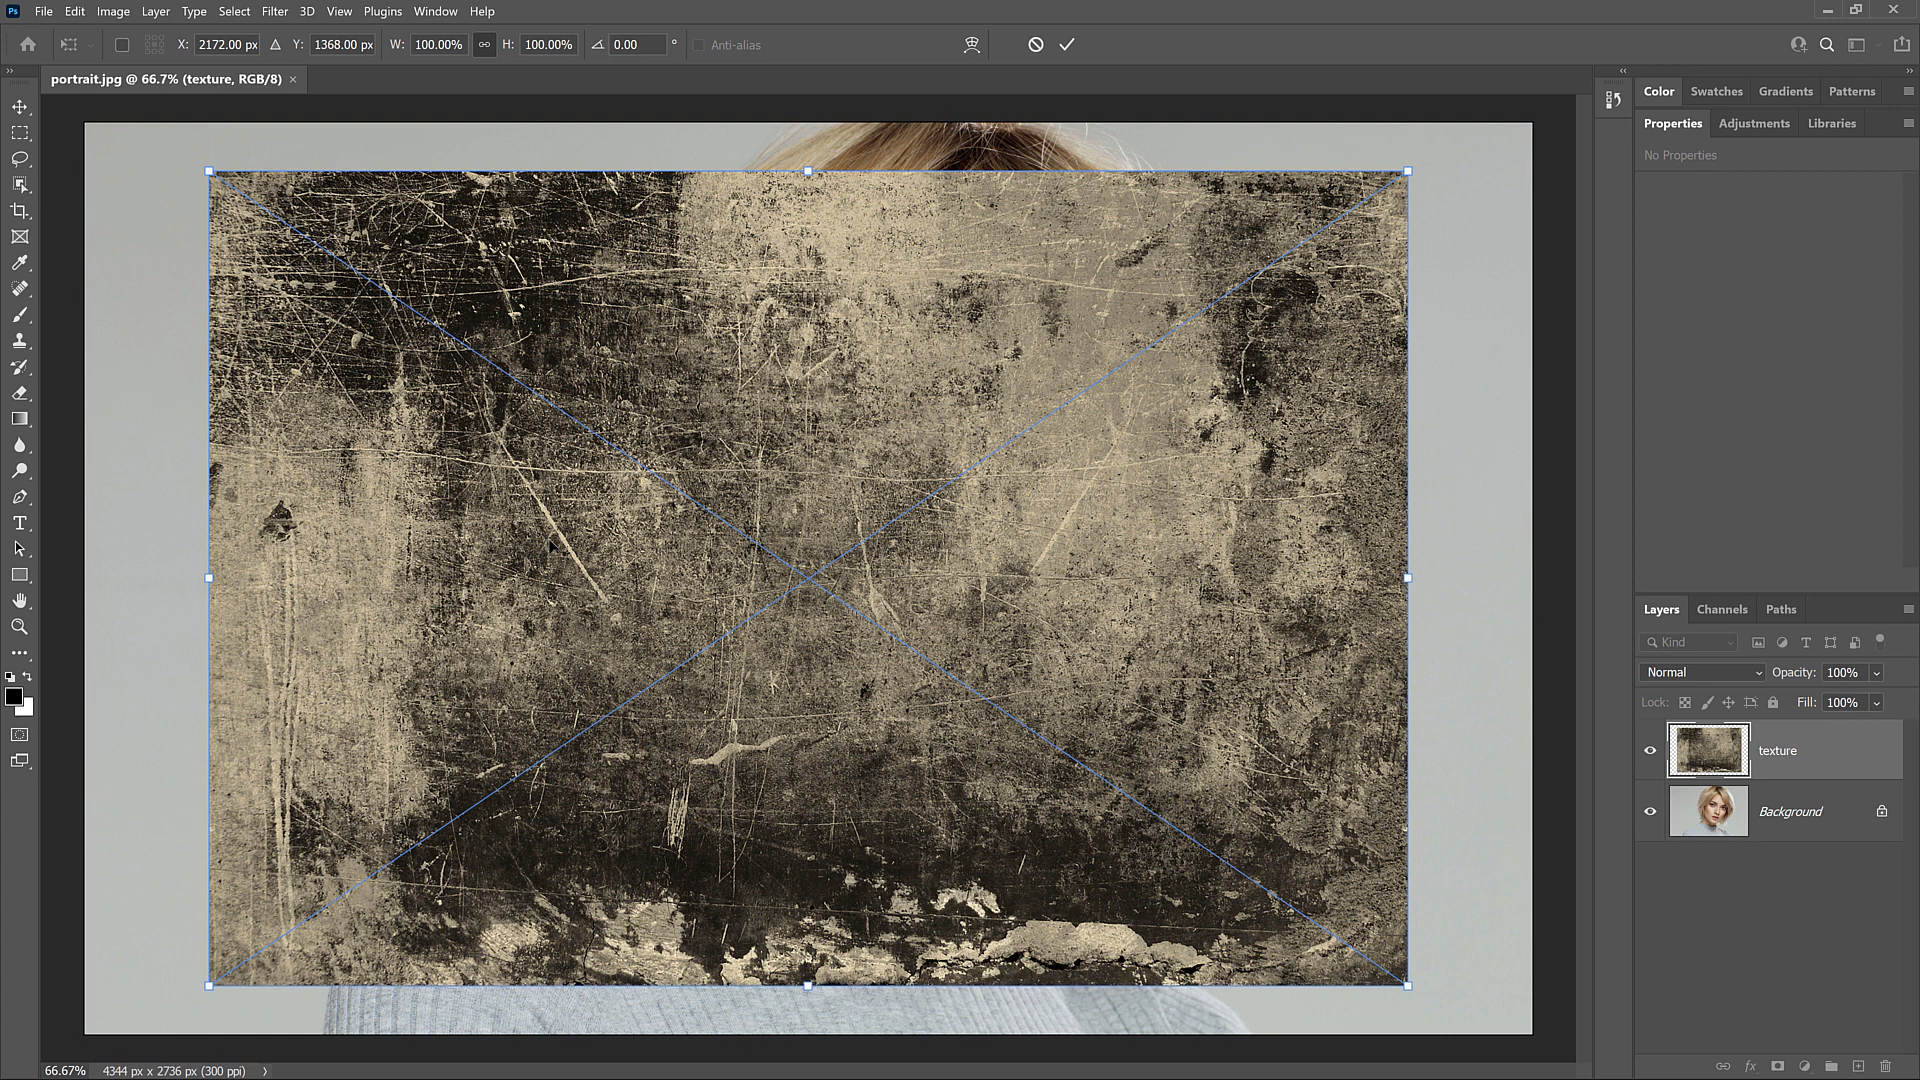 Ps File Edit Image Layer Type Select Filter 3D View Plugins Window Help
X: 2172.00 px Y: 1368.00 px W: 100.00% H: 100.00% 0.00 ° Anti-alias
portrait.jpg @ 66.7% (texture, RGB/8) ×
Color Swatches Gradients Patterns
Properties Adjustments Libraries
No Properties
Layers Channels Paths
Kind
Normal Opacity: 100%
Lock: Fill: 100%
texture
Background
66.67% 4344 px x 2736 px (300 ppi)